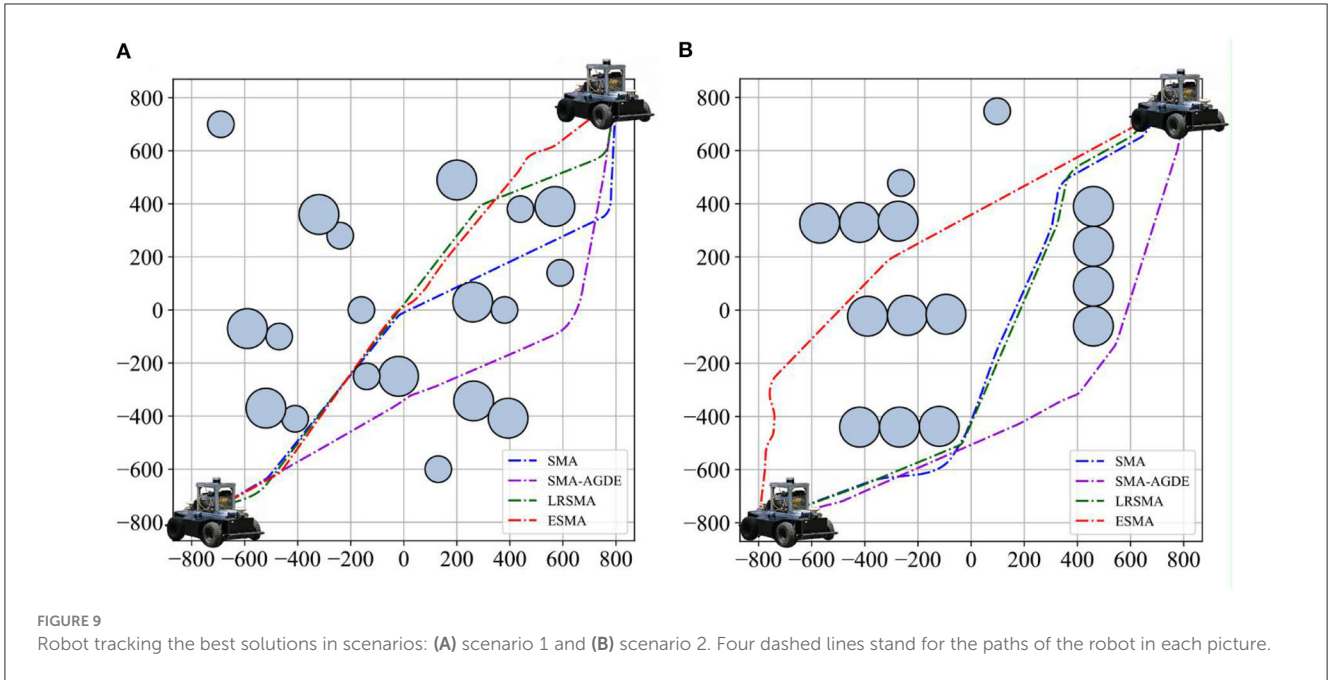 A
800
600
400
200
0
−200
−400
−600
−800
−800 −600 −400 −200 0 200 400 600 800
SMA
SMA-AGDE
LRSMA
ESMA
B
800
600
400
200
0
−200
−400
−600
−800
−800 −600 −400 −200 0 200 400 600 800
SMA
SMA-AGDE
LRSMA
ESMA
FIGURE 9
Robot tracking the best solutions in scenarios: (A) scenario 1 and (B) scenario 2. Four dashed lines stand for the paths of the robot in each picture.